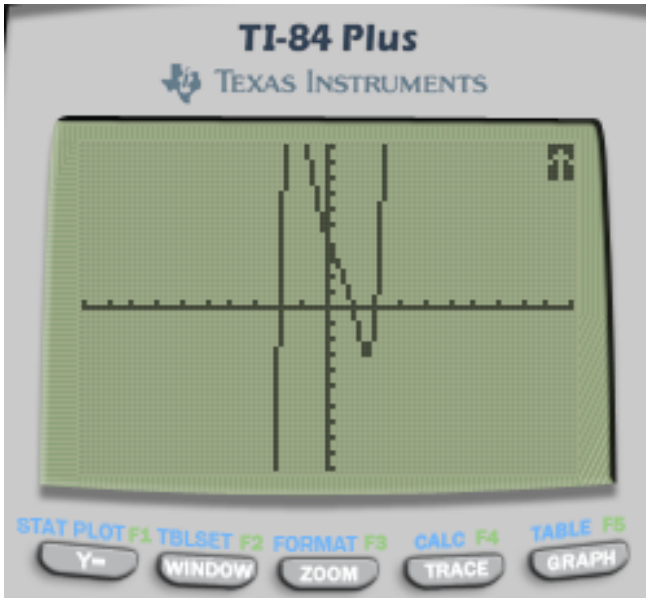 TI-84 Plus
TEXAS INSTRUMENTS
STAT PLOT F1 TBLSET F2 FORMAT F3 CALC F4 TABLE F5
Y= WINDOW ZOOM TRACE GRAPH